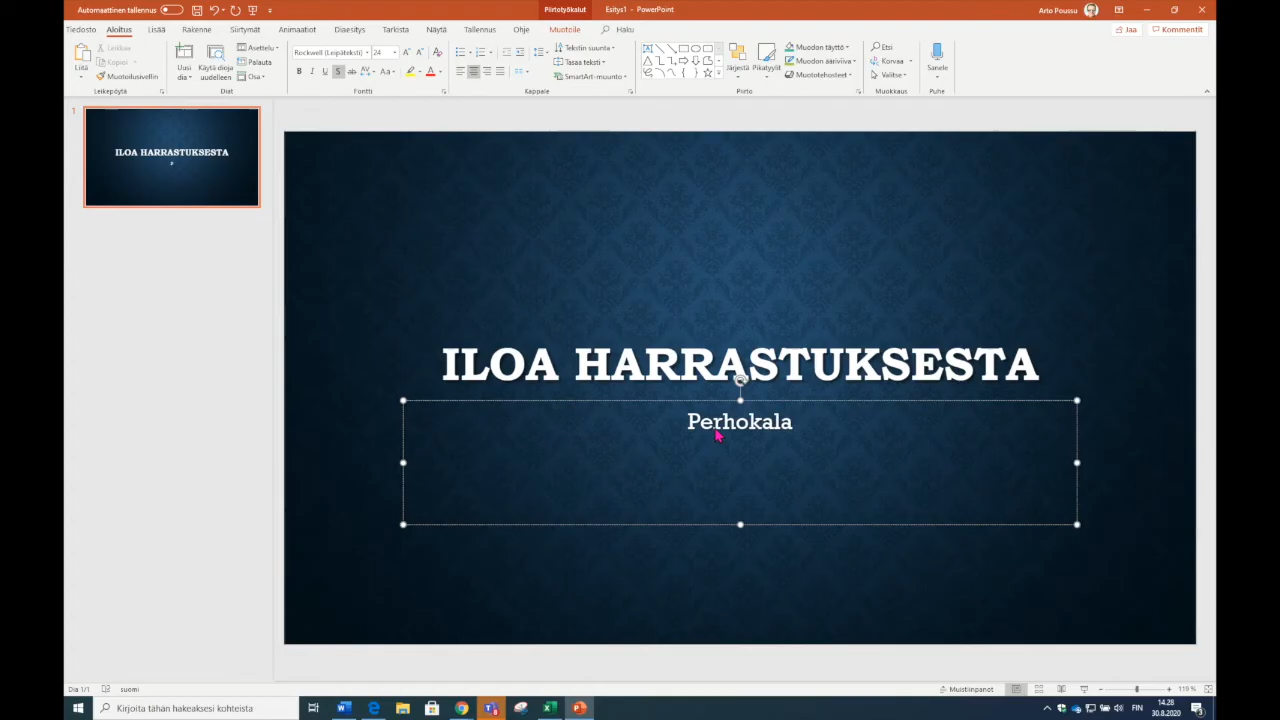 Automaattinen tallennus
Piirtotyökalut
Esitys1 - PowerPoint
Arto Poussu
Tiedosto Aloitus Lisää Rakenne Siirtymät Animaatiot Diaesitys Tarkista Näytä Tallennus Ohje Muotoile Haku
Jaa Kommentit
Liitä
Leikkaa
Kopioi
Muotoilusivellin
Leikepöytä
Uusi dia
Käytä dioja uudelleen
Asettelu
Palauta
Osa
Diat
Rockwell (Leipäteksti) 24
Fontti
Tekstin suunta
Tasaa teksti
SmartArt-muunto
Kappale
Järjestä
Pikatyylit
Muodon täyttö
Muodon ääriviiva
Muototehosteet
Piirto
Etsi
Korvaa
Valitse
Muokkaus
Sanele
Puhe
1
ILOA HARRASTUKSESTA
ILOA HARRASTUKSESTA
Perhokala
Dia 1/1 suomi
Muistiinpanot
119 %
Kirjoita tähän hakeaksesi kohteista
FIN
14.28
30.8.2020